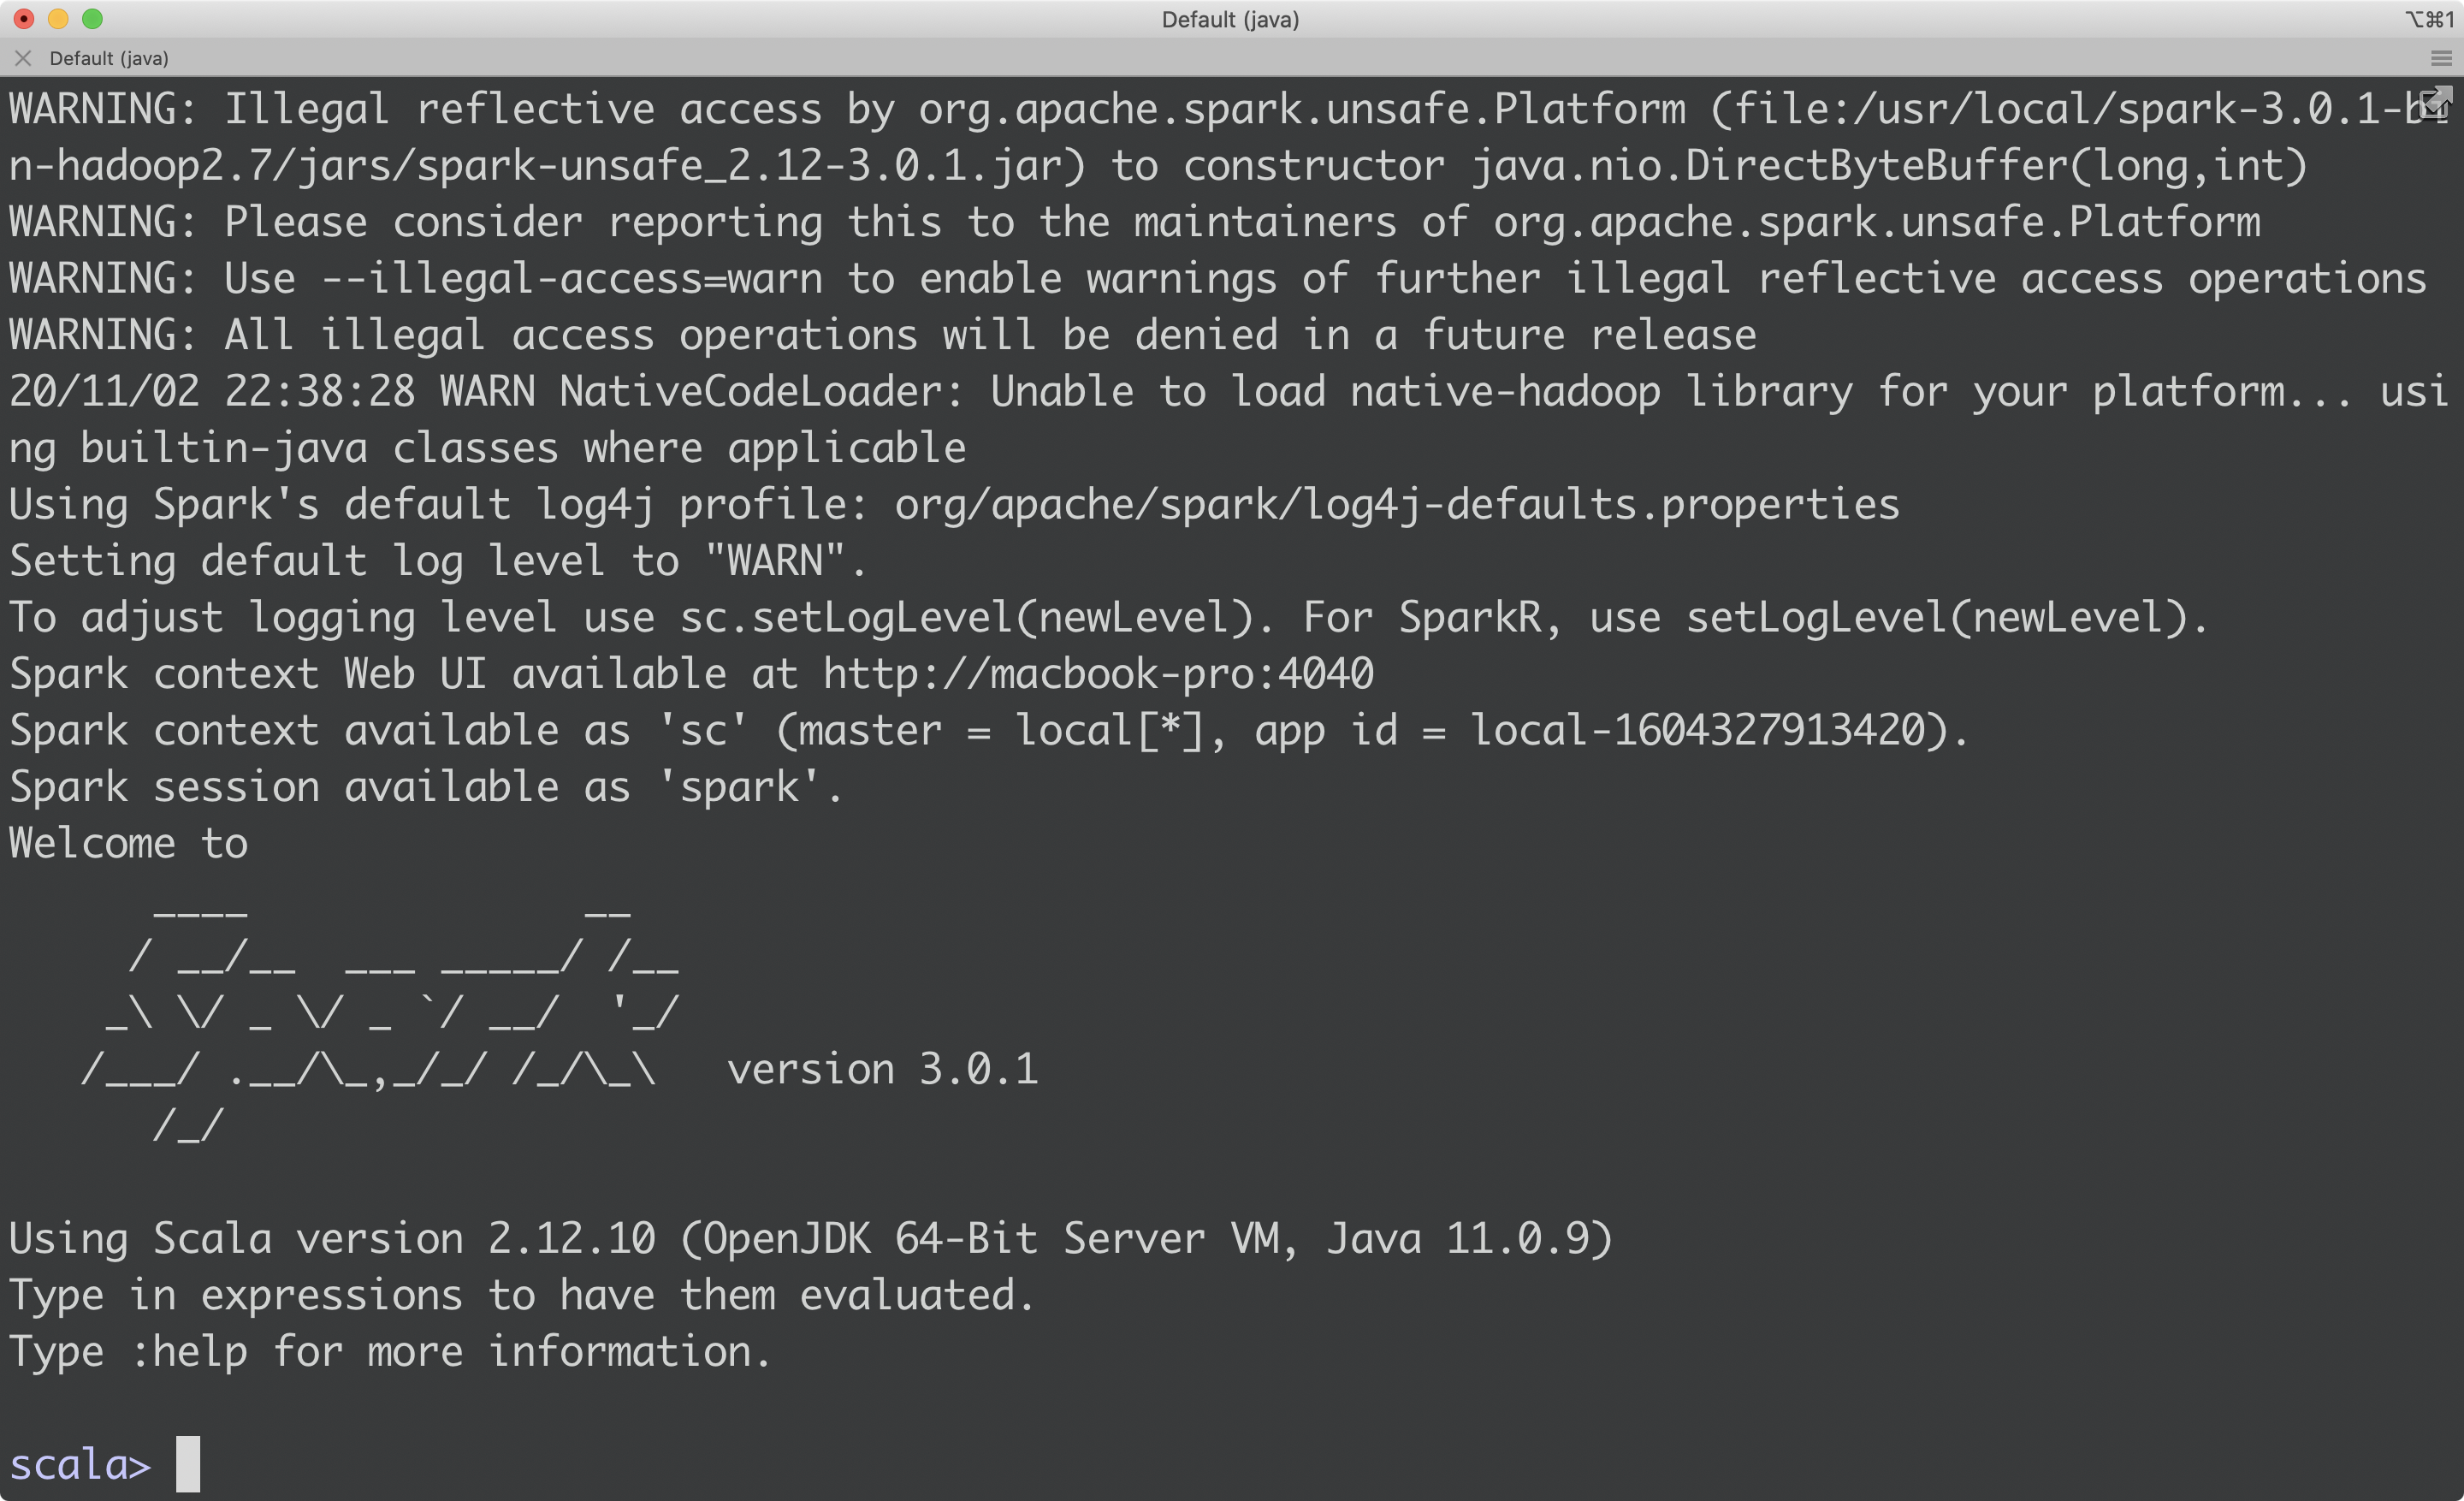 Default (java)
⌥⌘1
Default (java)
WARNING: Illegal reflective access by org.apache.spark.unsafe.Platform (file:/usr/local/spark-3.0.1-bi
n-hadoop2.7/jars/spark-unsafe_2.12-3.0.1.jar) to constructor java.nio.DirectByteBuffer(long,int)
WARNING: Please consider reporting this to the maintainers of org.apache.spark.unsafe.Platform
WARNING: Use --illegal-access=warn to enable warnings of further illegal reflective access operations
WARNING: All illegal access operations will be denied in a future release
20/11/02 22:38:28 WARN NativeCodeLoader: Unable to load native-hadoop library for your platform... usi
ng builtin-java classes where applicable
Using Spark's default log4j profile: org/apache/spark/log4j-defaults.properties
Setting default log level to "WARN".
To adjust logging level use sc.setLogLevel(newLevel). For SparkR, use setLogLevel(newLevel).
Spark context Web UI available at http://macbook-pro:4040
Spark context available as 'sc' (master = local[*], app id = local-1604327913420).
Spark session available as 'spark'.
Welcome to
      ____              __
     / __/__  ___ _____/ /__
    _\ \/ _ \/ _ `/ __/  '_/
   /___/ .__/\_,_/_/ /_/\_\   version 3.0.1
      /_/
Using Scala version 2.12.10 (OpenJDK 64-Bit Server VM, Java 11.0.9)
Type in expressions to have them evaluated.
Type :help for more information.
scala>